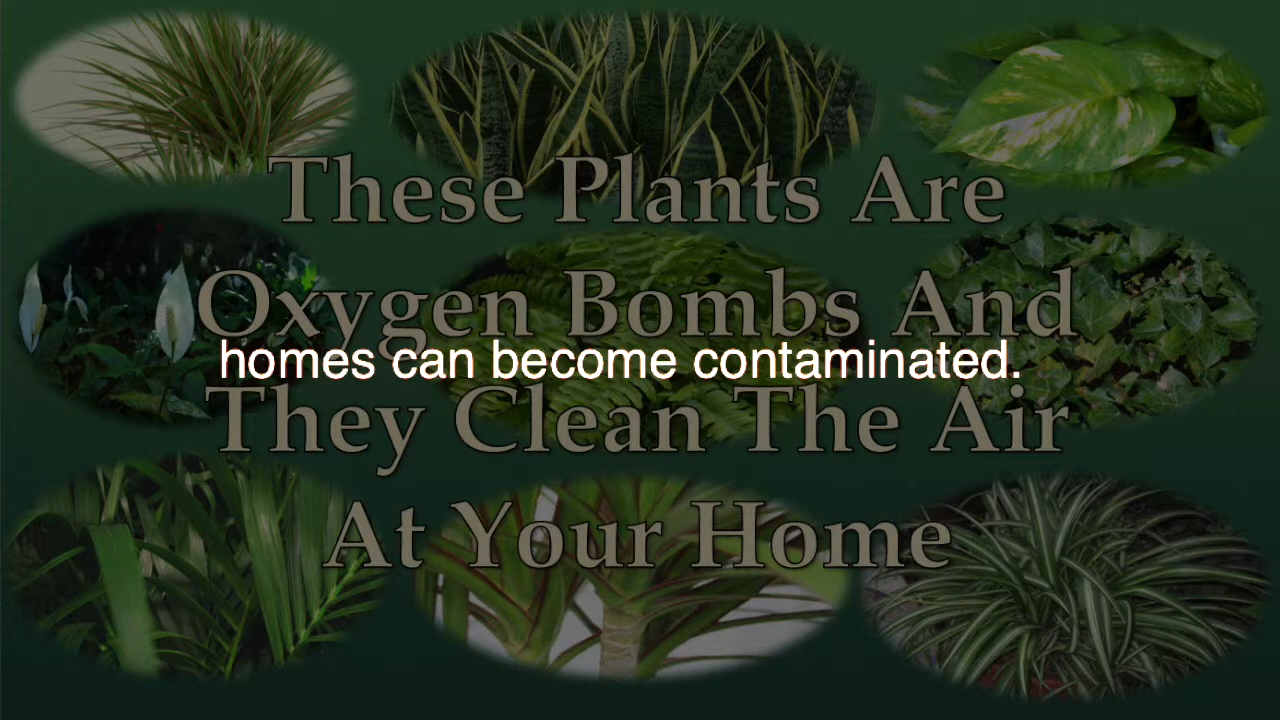 These Plants Are
Oxygen Bombs And
homes can become contaminated.
They Clean The Air
At Your Home